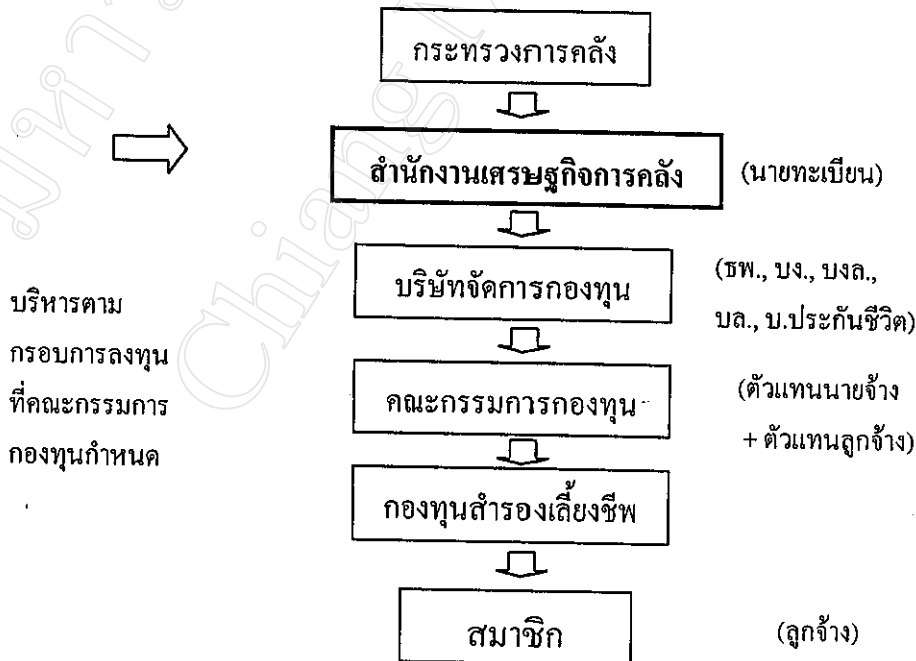 กระทรวงการคลัง
สำนักงานเศรษฐกิจการคลัง (นายทะเบียน)
บริษัทจัดการกองทุน
(ธพ., บง., บงล.,
บล., บ.ประกันชีวิต)
บริหารตาม
กรอบการลงทุน
ที่คณะกรรมการ
กองทุนกำหนด
คณะกรรมการกองทุน
(ตัวแทนนายจ้าง
+ ตัวแทนลูกจ้าง)
กองทุนสำรองเลี้ยงชีพ
สมาชิก (ลูกจ้าง)
Chiang M